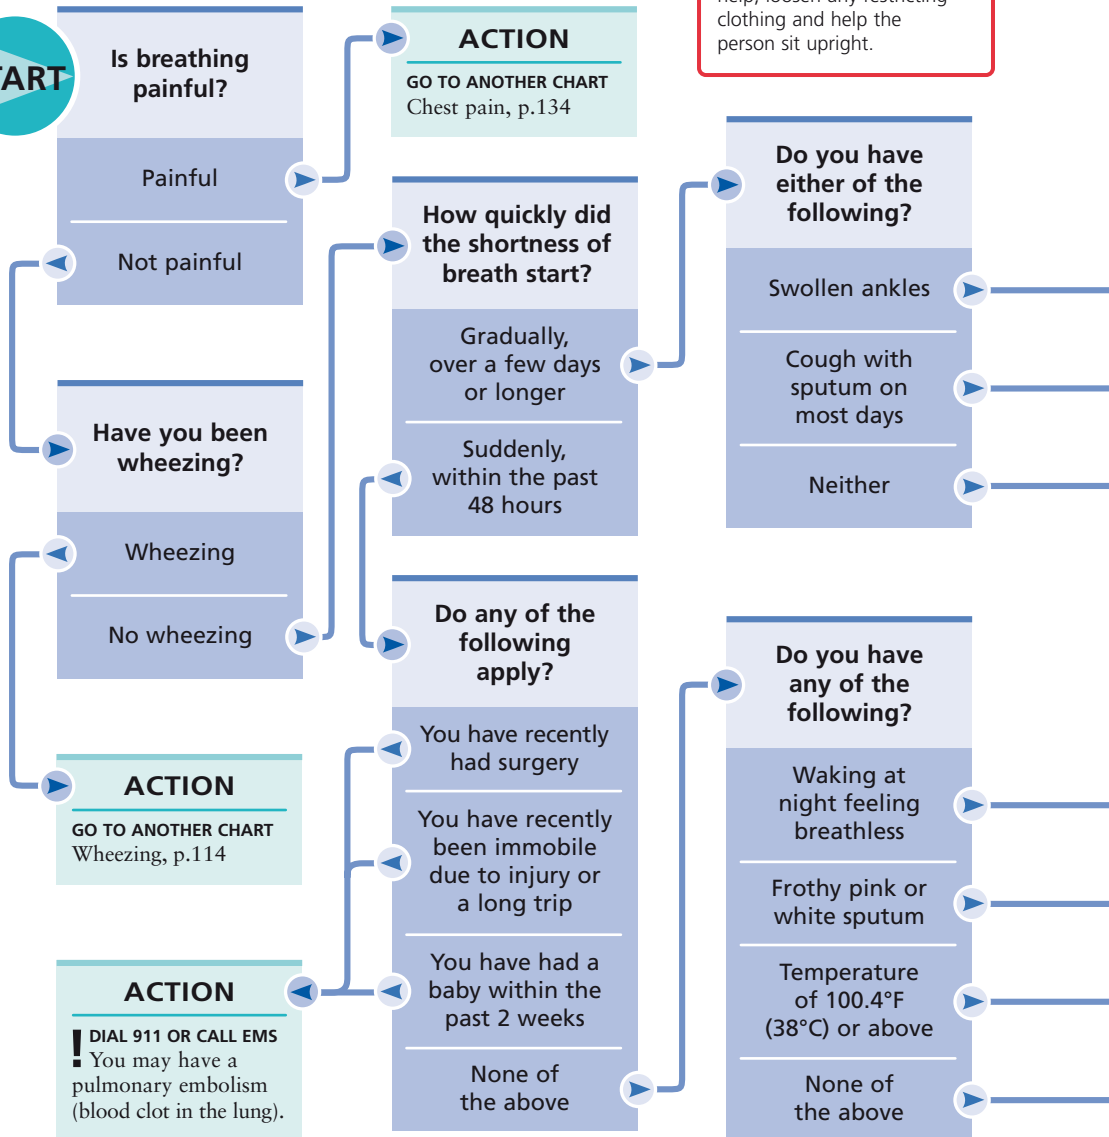 START
Is breathing
painful?
Painful
Not painful
Have you been
wheezing?
Wheezing
No wheezing
ACTION
GO TO ANOTHER CHART
Wheezing, p.114
ACTION
! DIAL 911 OR CALL EMS
You may have a
pulmonary embolism
(blood clot in the lung).
ACTION
GO TO ANOTHER CHART
Chest pain, p.134
How quickly did
the shortness of
breath start?
Gradually,
over a few days
or longer
Suddenly,
within the past
48 hours
Do any of the
following
apply?
You have recently
had surgery
You have recently
been immobile
due to injury or
a long trip
You have had a
baby within the
past 2 weeks
None of
the above
help, loosen any restricting
clothing and help the
person sit upright.
Do you have
either of the
following?
Swollen ankles
Cough with
sputum on
most days
Neither
Do you have
any of the
following?
Waking at
night feeling
breathless
Frothy pink or
white sputum
Temperature
of 100.4°F
(38°C) or above
None of
the above